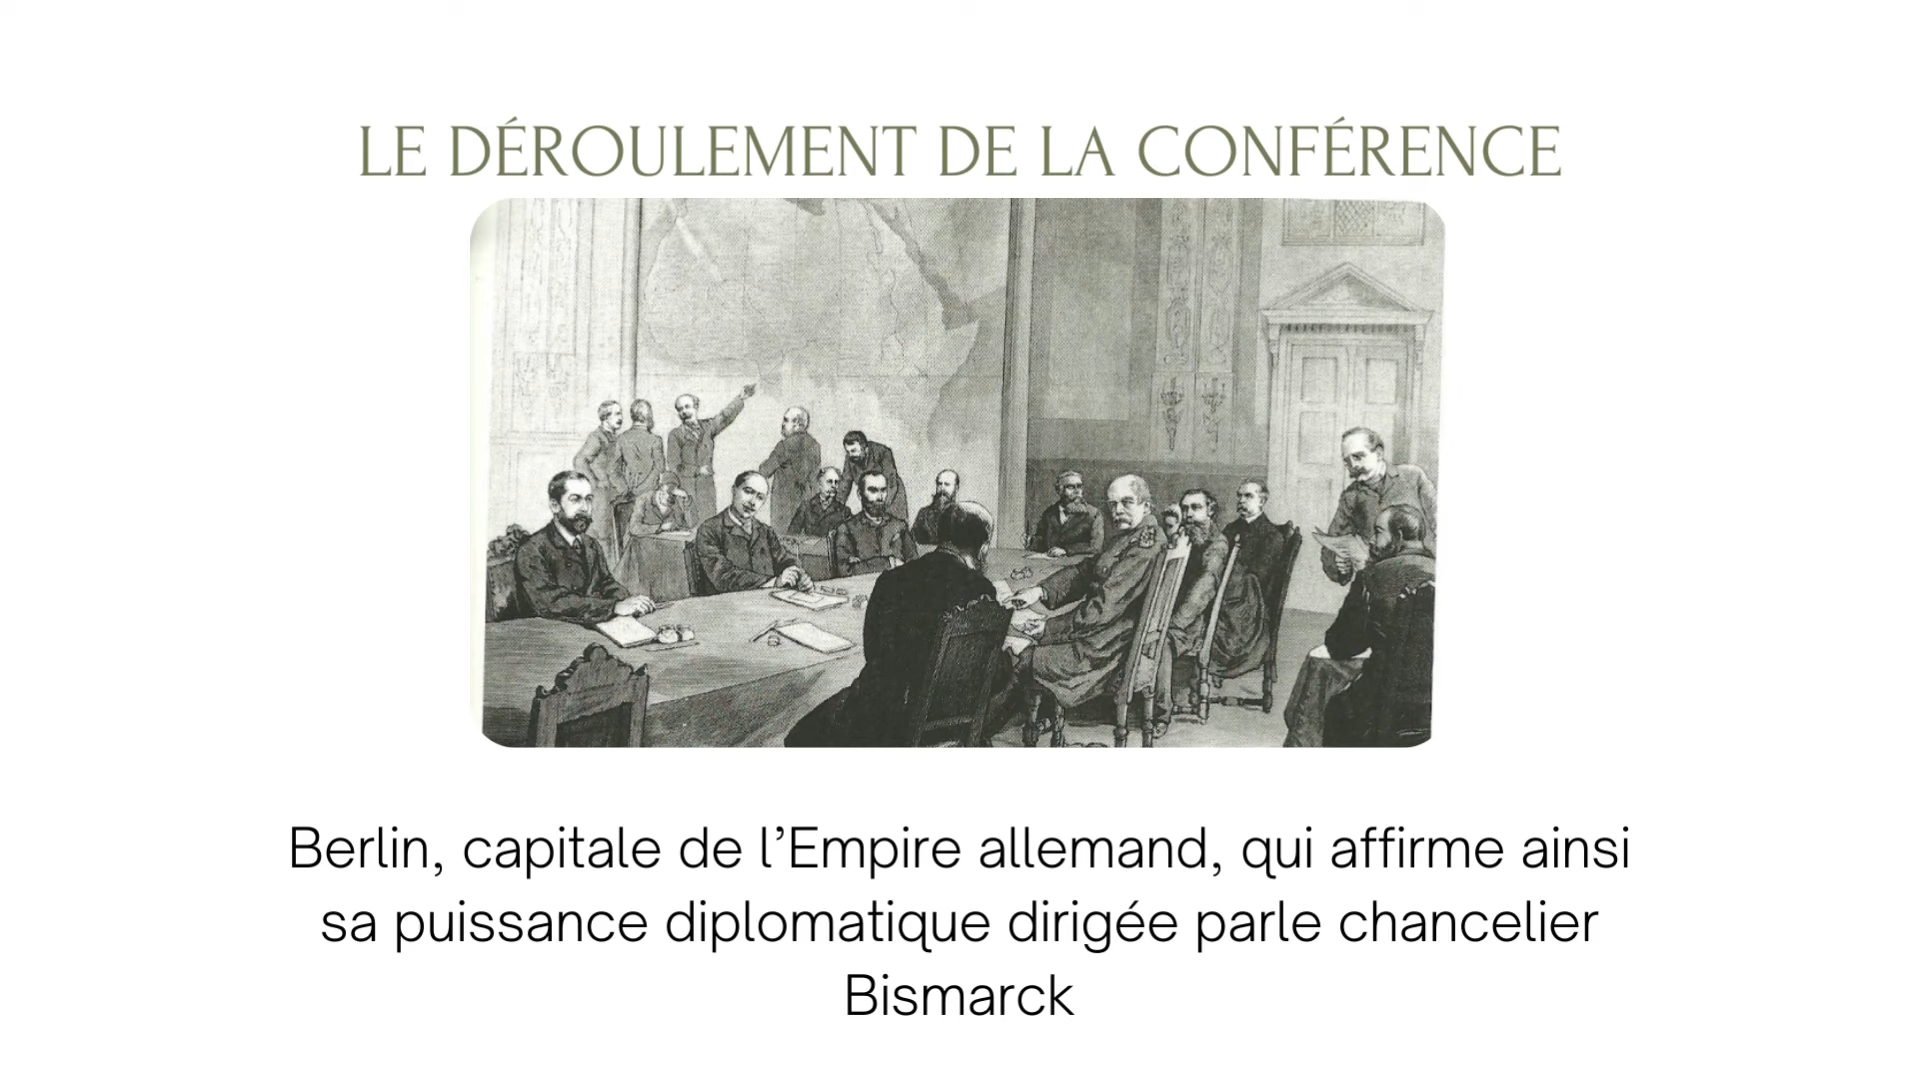 LE DÉROULEMENT DE LA CONFÉRENCE
Berlin, capitale de l’Empire allemand, qui affirme ainsi
sa puissance diplomatique dirigée parle chancelier
Bismarck